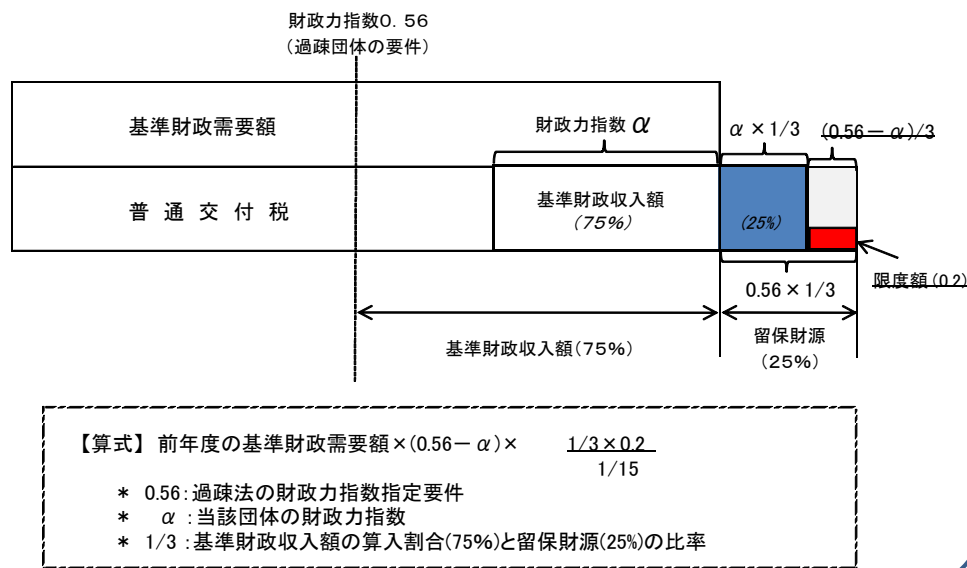 財政力指数0.56
(過疎団体の要件)
基準財政需要額
財政力指数 α
α×1/3
(0.56-α)/3
普通交付税
基準財政収入額
(75%)
(25%)
限度額(0.2)
0.56×1/3
基準財政収入額(75%)
留保財源
(25%)
【算式】 前年度の基準財政需要額×(0.56-α)× 1/3×0.2
1/15
* 0.56:過疎法の財政力指数指定要件
* α:当該団体の財政力指数
* 1/3:基準財政収入額の算入割合(75%)と留保財源(25%)の比率